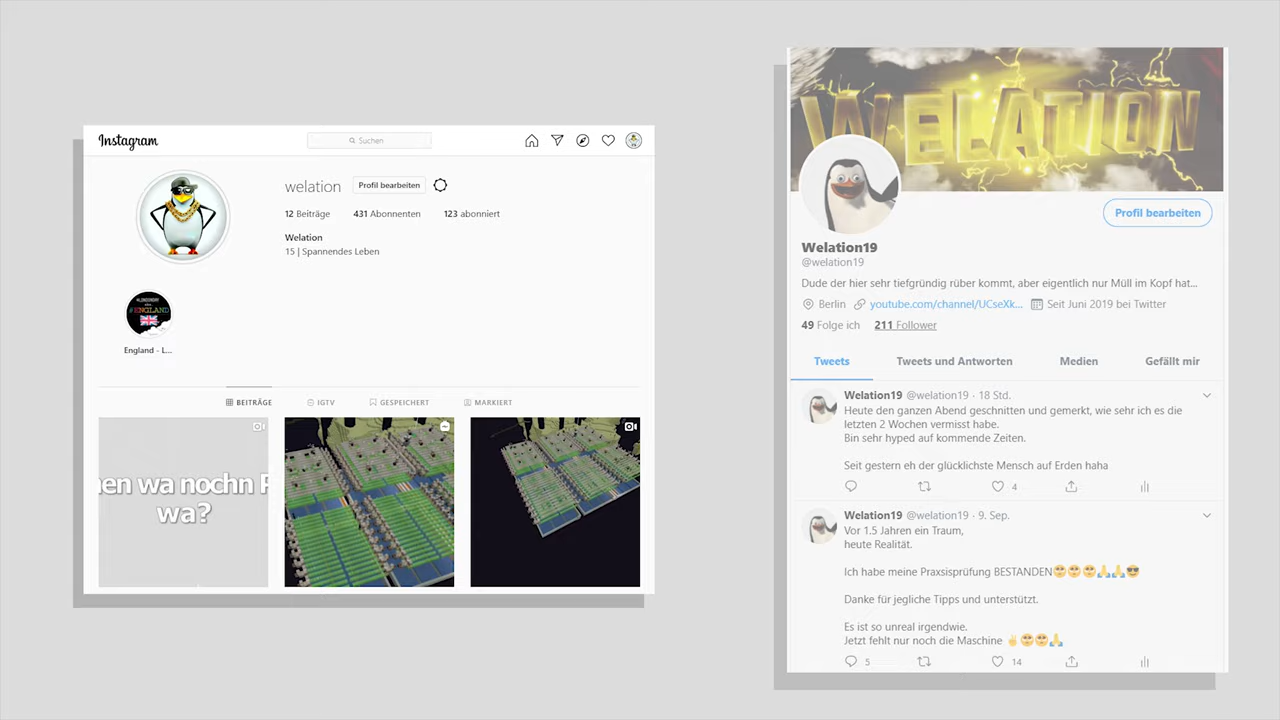 Instagram
Suchen
welation
Profil bearbeiten
12 Beiträge 431 Abonnenten 123 abonniert
Welation
15 | Spannendes Leben
#ENGLAND
England - L...
BEITRÄGE IGTV GESPEICHERT MARKIERT
en wa nochn
wa?
WELATION
Profil bearbeiten
Welation19
@welation19
Dude der hier sehr tiefgründig rüber kommt, aber eigentlich nur Müll im Kopf hat...
Berlin youtube.com/channel/UCseXk... Seit Juni 2019 bei Twitter
49 Folge ich 211 Follower
Tweets Tweets und Antworten Medien Gefällt mir
Welation19 @welation19 · 18 Std.
Heute den ganzen Abend geschnitten und gemerkt, wie sehr ich es die
letzten 2 Wochen vermisst habe.
Bin sehr hyped auf kommende Zeiten.
Seit gestern eh der glücklichste Mensch auf Erden haha
4
Welation19 @welation19 · 9. Sep.
Vor 1.5 Jahren ein Traum,
heute Realität.
Ich habe meine Praxsisprüfung BESTANDEN🥺🥺🥺🙏🙏😎
Danke für jegliche Tipps und unterstützt.
Es ist so unreal irgendwie.
Jetzt fehlt nur noch die Maschine ✌🥺🥺🙏
5 14